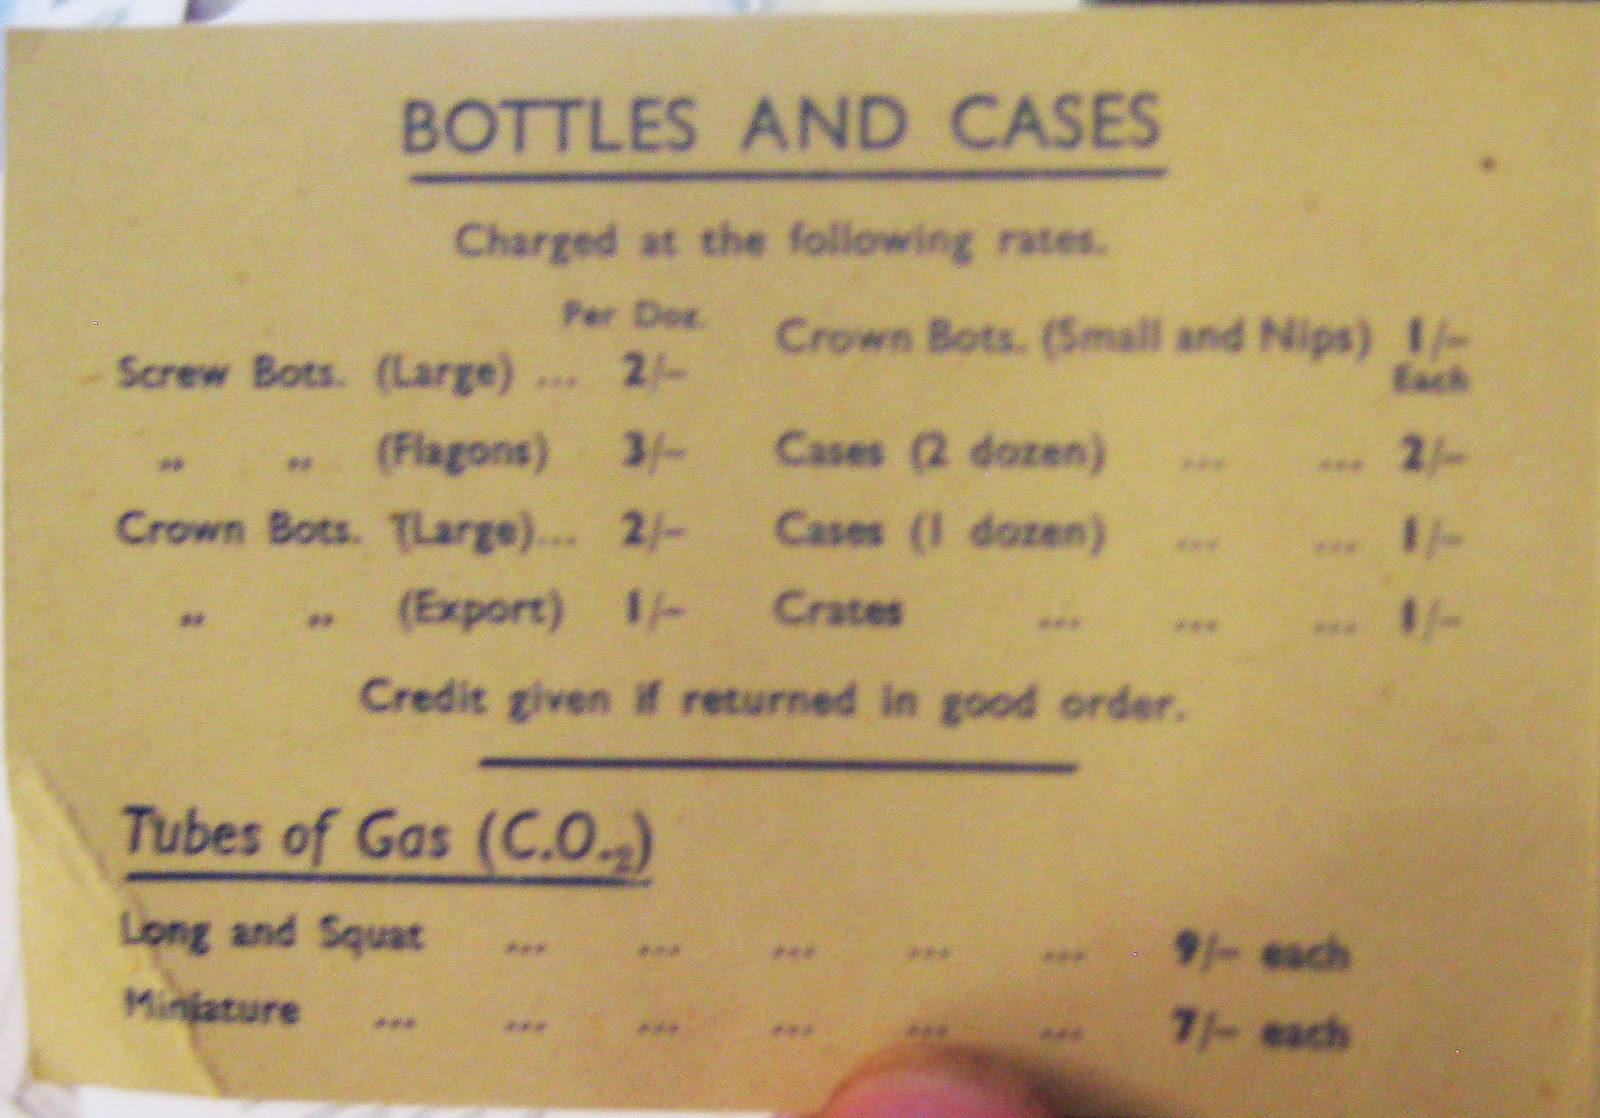 BOTTLES AND CASES
Charged at the following rates.
Per Doz.
Screw Bots. (Large) ... 2/-
„ „ (Flagons) 3/-
Crown Bots. (Large)... 2/-
„ „ (Export) 1/-
Crown Bots. (Small and Nips) 1/-
Each
Cases (2 dozen) ... ... 2/-
Cases (1 dozen) ... ... 1/-
Crates ... ... ... 1/-
Credit given if returned in good order.
Tubes of Gas (C.O.₂)
Long and Squat ... ... ... ... ... 9/- each
Miniature ... ... ... ... ... ... 7/- each